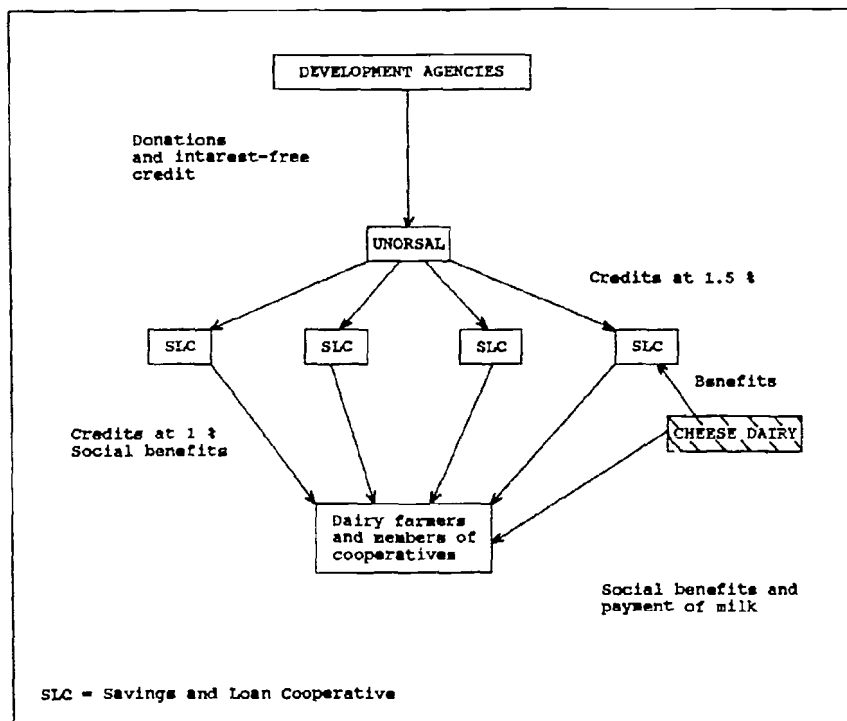 DEVELOPMENT AGENCIES
Donations
and intarest-free
credit
UNORSAL
Credits at 1.5 %
SLC
SLC
SLC
SLC
Benefits
CHEESE DAIRY
Credits at 1 %
Social benefits
Dairy farmers
and members of
cooperatives
Social benefits and
payment of milk
SLC = Savings and Loan Cooperative